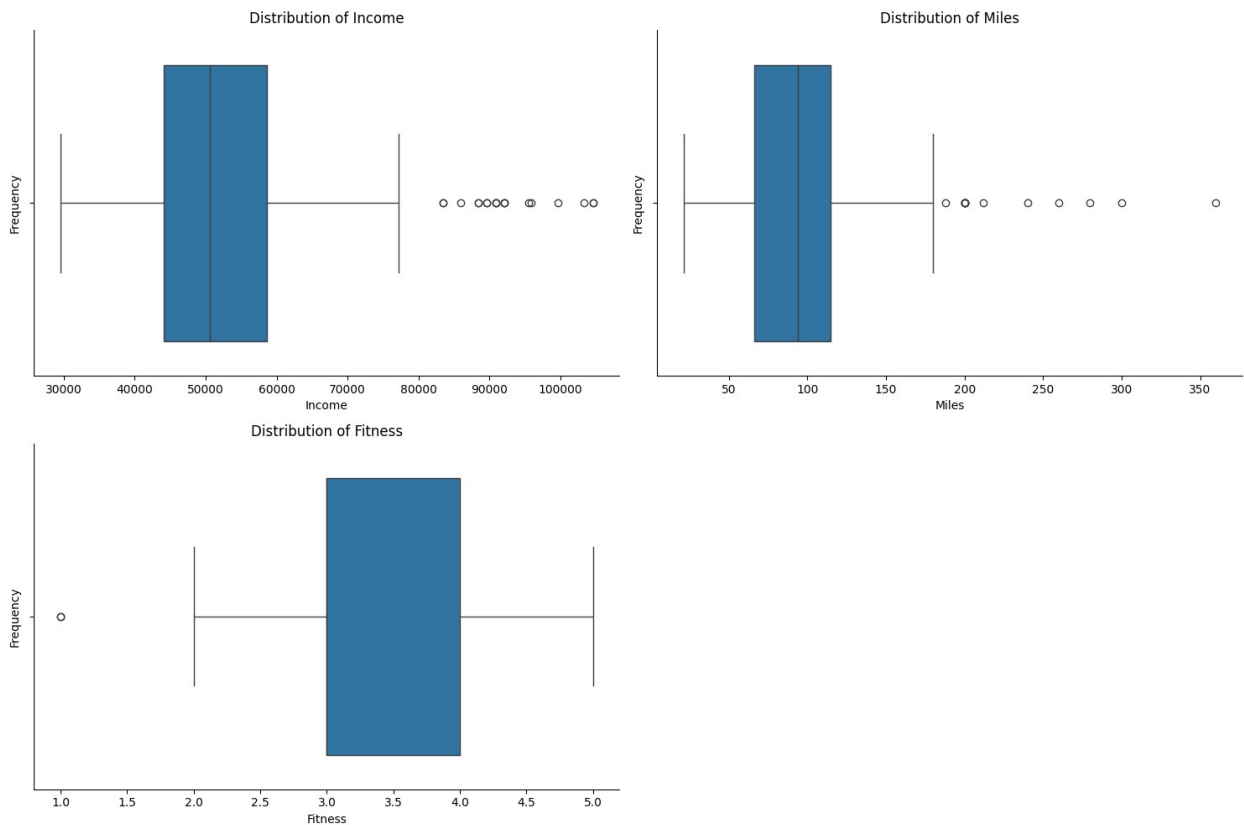 Distribution of Income
Frequency
30000 40000 50000 60000 70000 80000 90000 100000
Income
Distribution of Miles
Frequency
50 100 150 200 250 300 350
Miles
Distribution of Fitness
Frequency
1.0 1.5 2.0 2.5 3.0 3.5 4.0 4.5 5.0
Fitness